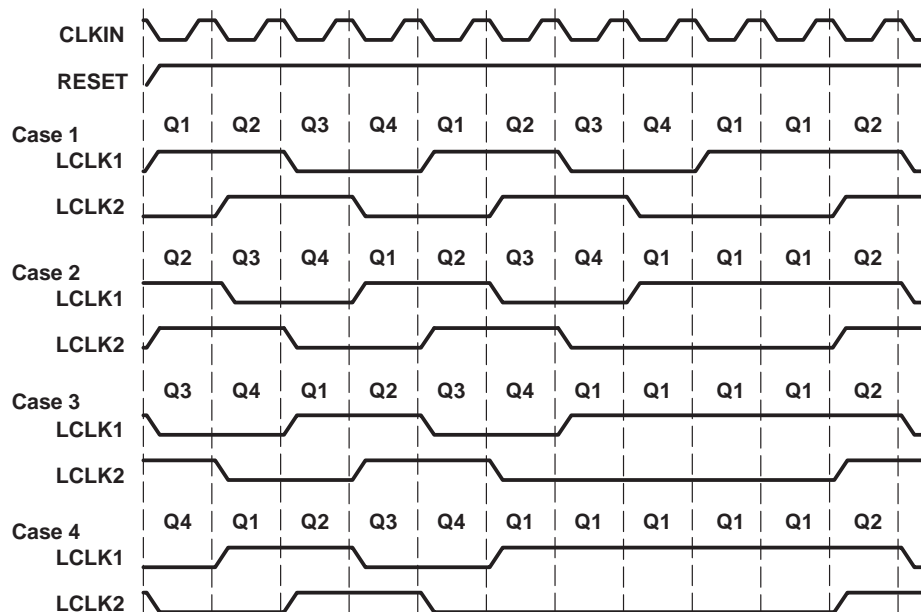 CLKIN
RESET
Case 1
Q1 Q2 Q3 Q4 Q1 Q2 Q3 Q4 Q1 Q1 Q2
LCLK1
LCLK2
Case 2
Q2 Q3 Q4 Q1 Q2 Q3 Q4 Q1 Q1 Q1 Q2
LCLK1
LCLK2
Case 3
Q3 Q4 Q1 Q2 Q3 Q4 Q1 Q1 Q1 Q1 Q2
LCLK1
LCLK2
Case 4
Q4 Q1 Q2 Q3 Q4 Q1 Q1 Q1 Q1 Q1 Q2
LCLK1
LCLK2